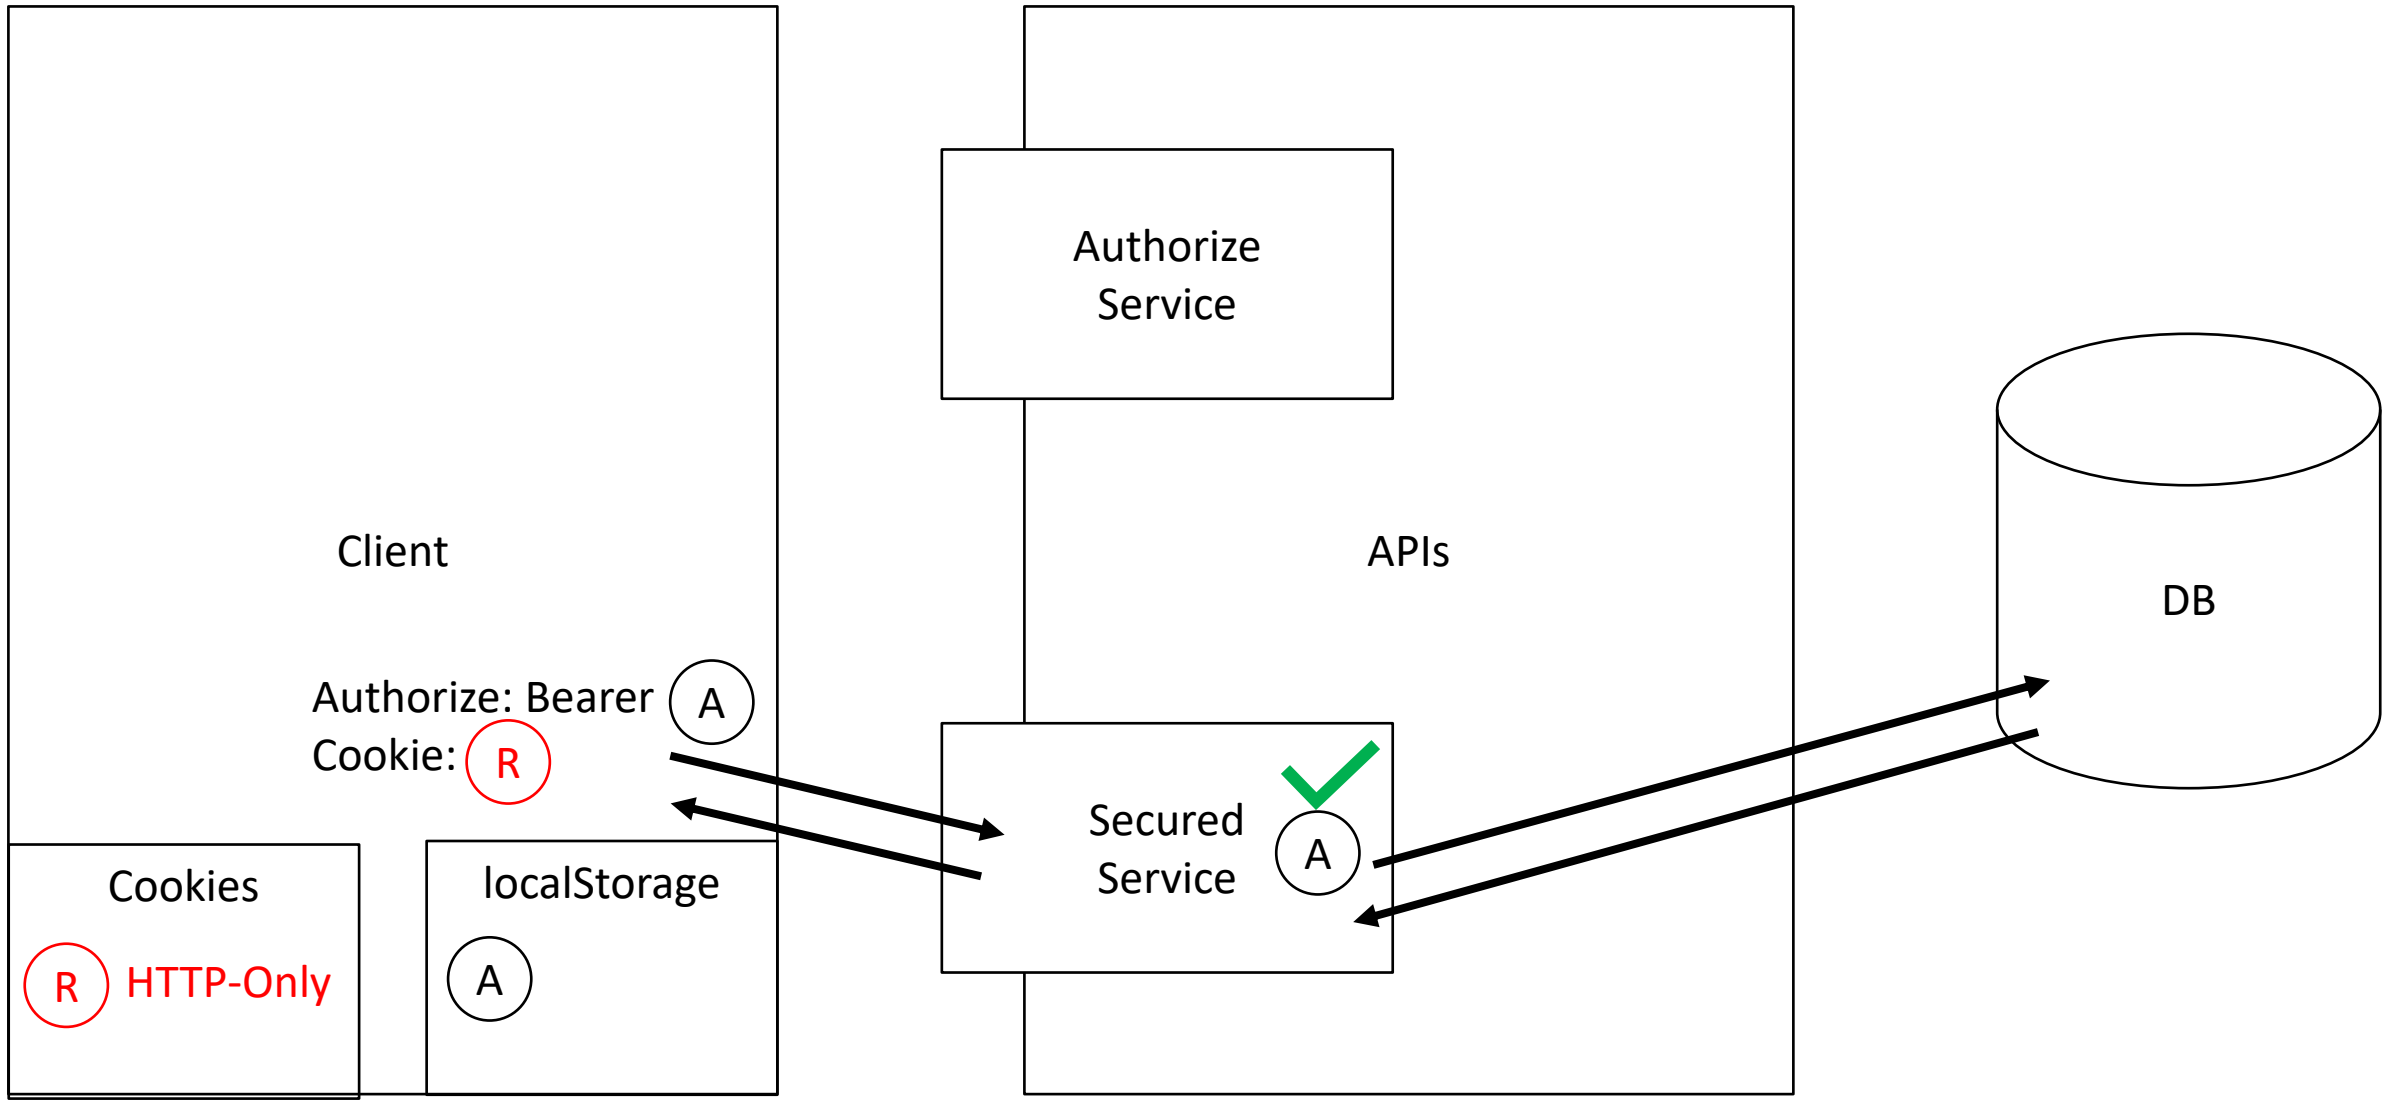 Authorize
Service
Client
APIs
DB
Authorize: Bearer A
Cookie: R
Secured
Service
A
Cookies
R HTTP-Only
localStorage
A